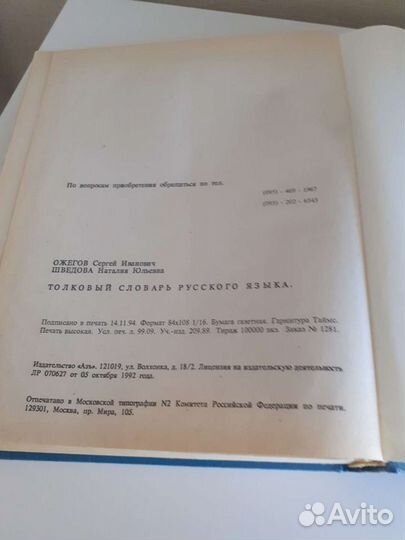 По вопросам приобретения обращаться по тел.
(095) - 469 - 1967
(095) - 202 - 6543
ОЖЕГОВ Сергей Иванович
ШВЕДОВА Наталия Юльевна
ТОЛКОВЫЙ СЛОВАРЬ РУССКОГО ЯЗЫКА.
Подписано в печать 14.11.94. Формат 84х108 1/16. Бумага газетная. Гарнитура Таймс.
Печать высокая. Усл. печ. л. 99.09. Уч.-изд. 209.89. Тираж 100000 экз. Заказ № 1281.
Издательство «Азъ». 121019, ул. Волхонка, д. 18/2. Лицензия на издательскую деятельность
ЛР 070627 от 05 октября 1992 г.
Отпечатано в Московской типографии N2 Комитета Российской Федерации по печати.
129301, Москва, пр. Мира, 105.
Avito